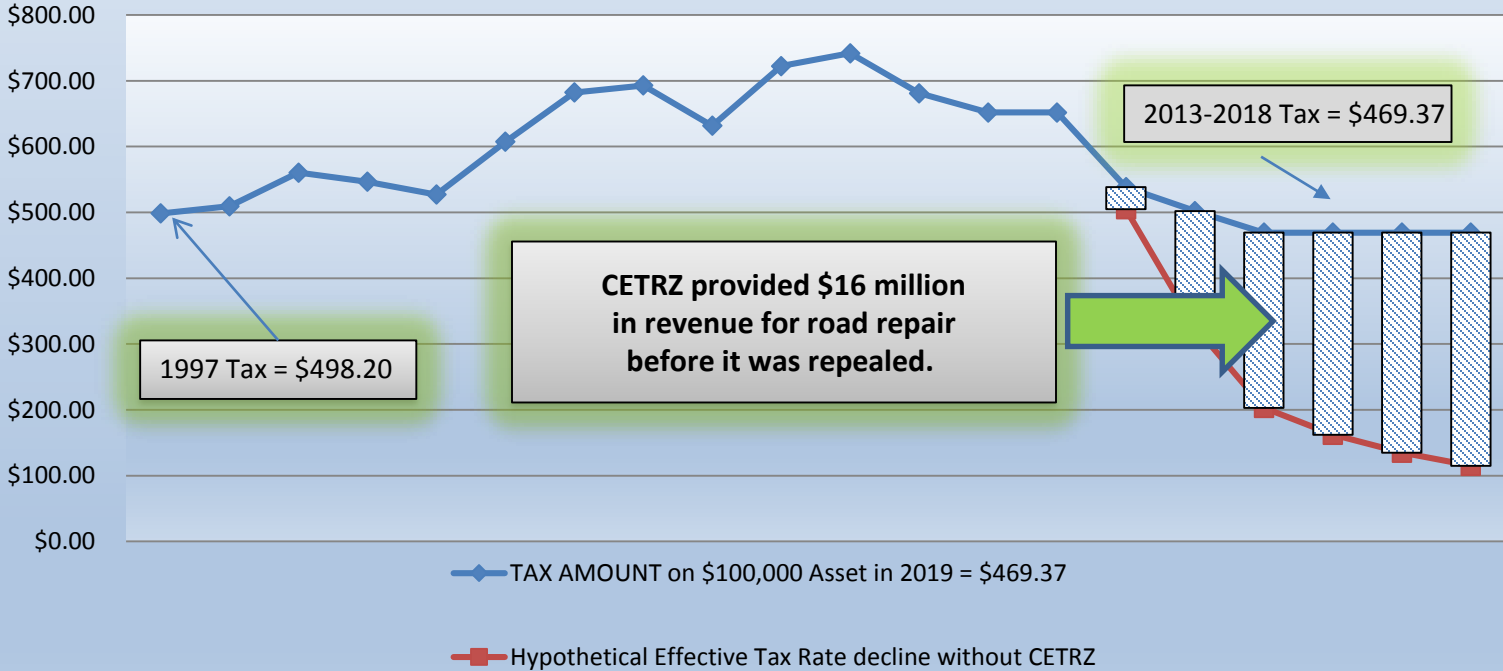 $800.00
$700.00
$600.00
$500.00
$400.00
$300.00
$200.00
$100.00
$0.00
2013-2018 Tax = $469.37
CETRZ provided $16 million
in revenue for road repair
before it was repealed.
1997 Tax = $498.20
TAX AMOUNT on $100,000 Asset in 2019 = $469.37
Hypothetical Effective Tax Rate decline without CETRZ